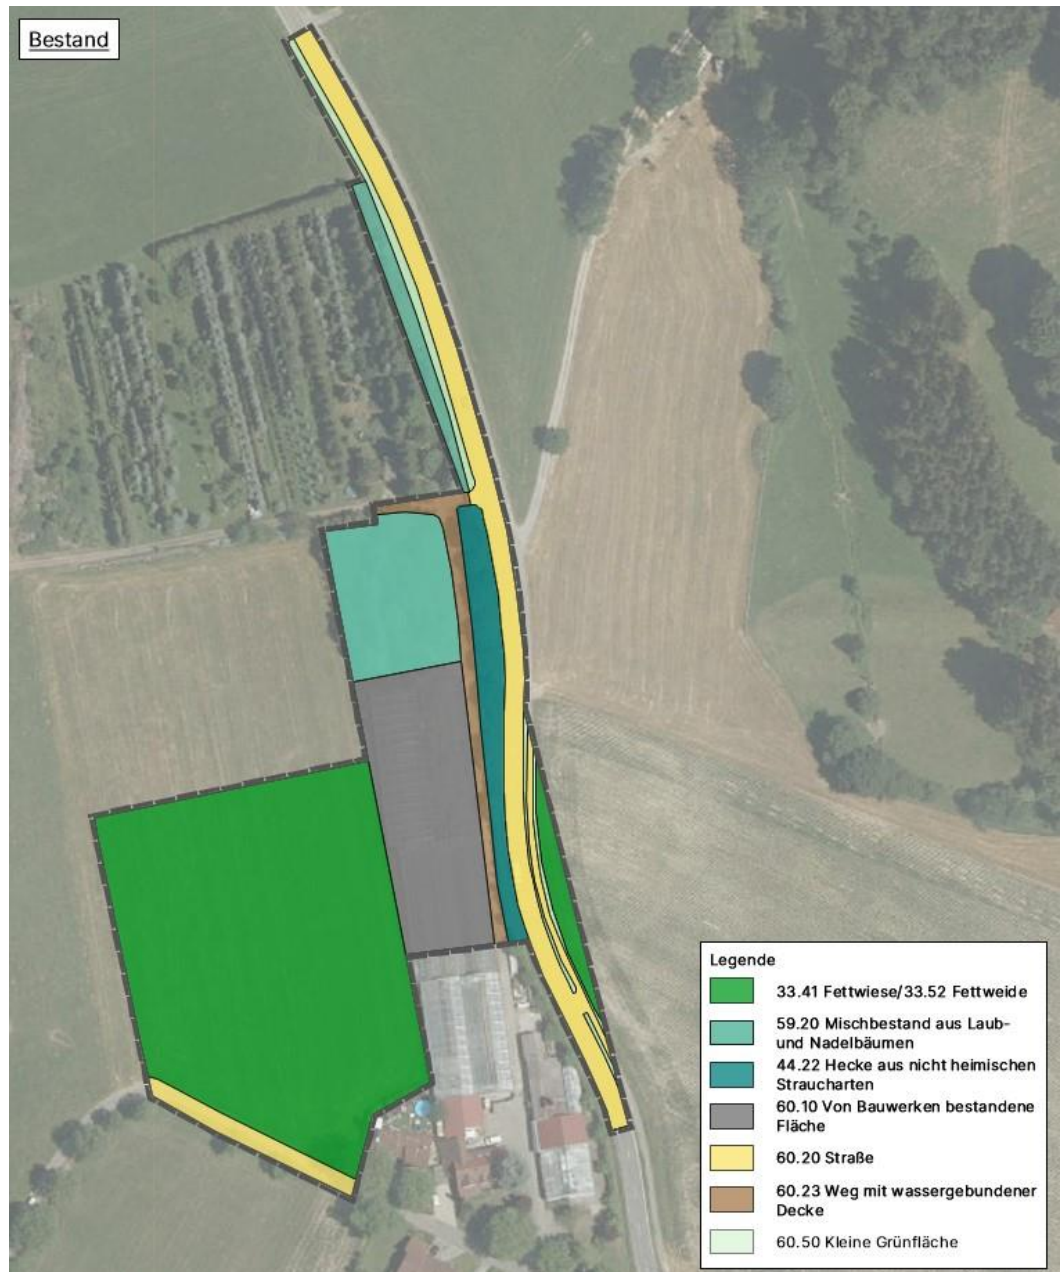 Bestand
Legende
33.41 Fettwiese/33.52 Fettweide
59.20 Mischbestand aus Laub-
und Nadelbäumen
44.22 Hecke aus nicht heimischen
Straucharten
60.10 Von Bauwerken bestandene
Fläche
60.20 Straße
60.23 Weg mit wassergebundener
Decke
60.50 Kleine Grünfläche